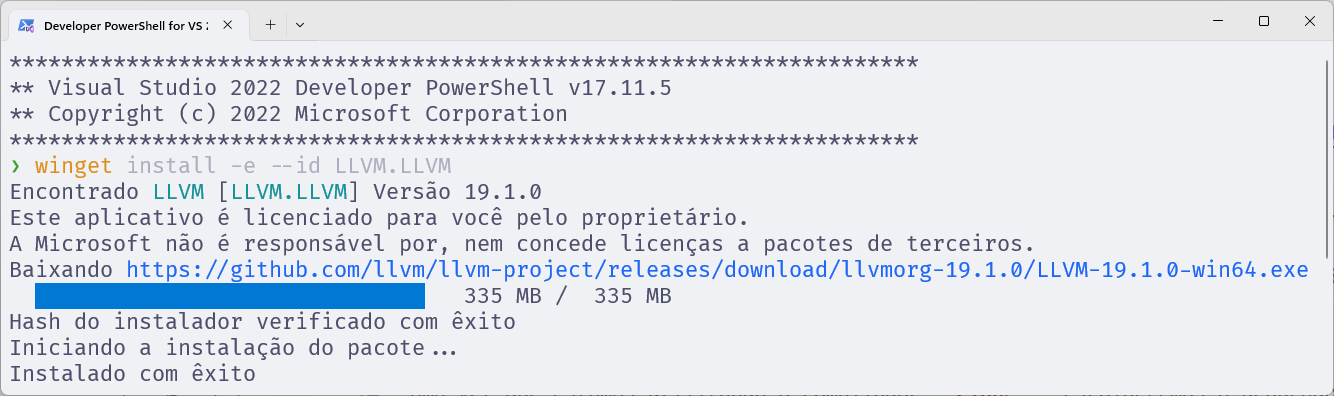 Developer PowerShell for VS 2
**********************************************************************
** Visual Studio 2022 Developer PowerShell v17.11.5
** Copyright (c) 2022 Microsoft Corporation
**********************************************************************
❯ winget install -e --id LLVM.LLVM
Encontrado LLVM [LLVM.LLVM] Versão 19.1.0
Este aplicativo é licenciado para você pelo proprietário.
A Microsoft não é responsável por, nem concede licenças a pacotes de terceiros.
Baixando https://github.com/llvm/llvm-project/releases/download/llvmorg-19.1.0/LLVM-19.1.0-win64.exe
335 MB / 335 MB
Hash do instalador verificado com êxito
Iniciando a instalação do pacote...
Instalado com êxito